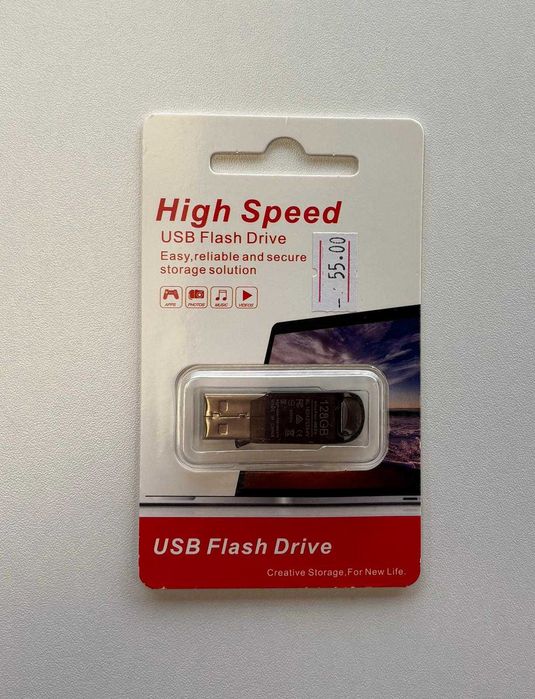 High Speed
USB Flash Drive
Easy,reliable and secure
storage solution
55.00
APPS PHOTOS MUSIC VIDEOS
128GB
USB Flash Drive
Creative Storage,For New Life.